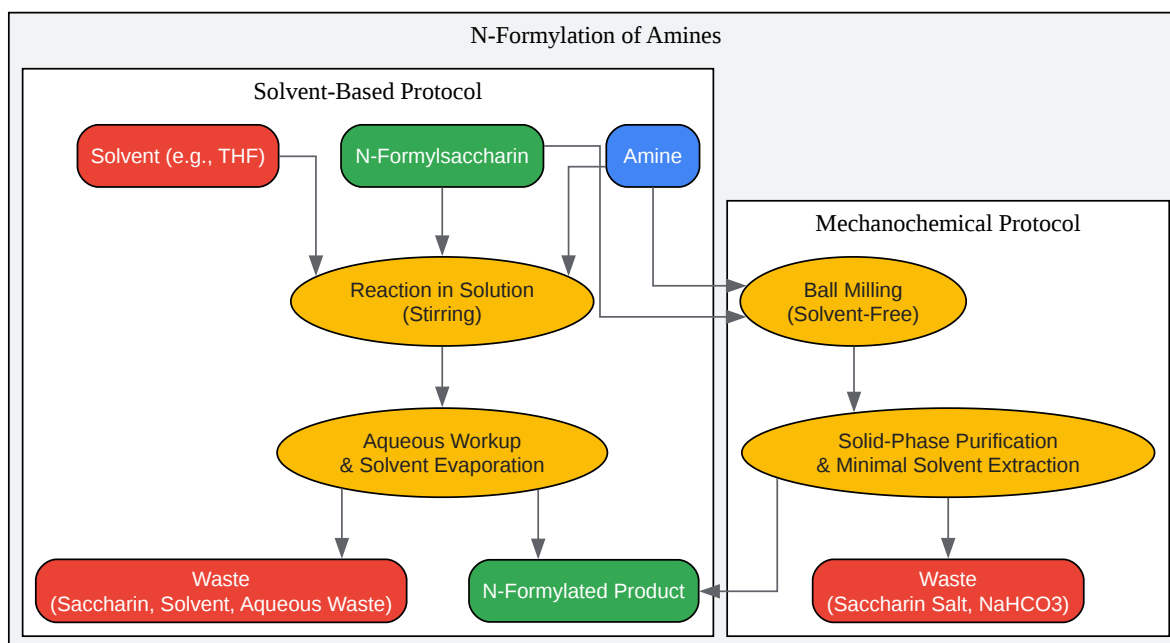 N-Formylation of Amines
Solvent-Based Protocol
Solvent (e.g., THF)
N-Formylsaccharin
Amine
Mechanochemical Protocol
Reaction in Solution
(Stirring)
Ball Milling
(Solvent-Free)
Aqueous Workup
& Solvent Evaporation
Solid-Phase Purification
& Minimal Solvent Extraction
Waste
(Saccharin, Solvent, Aqueous Waste)
N-Formylated Product
Waste
(Saccharin Salt, NaHCO3)